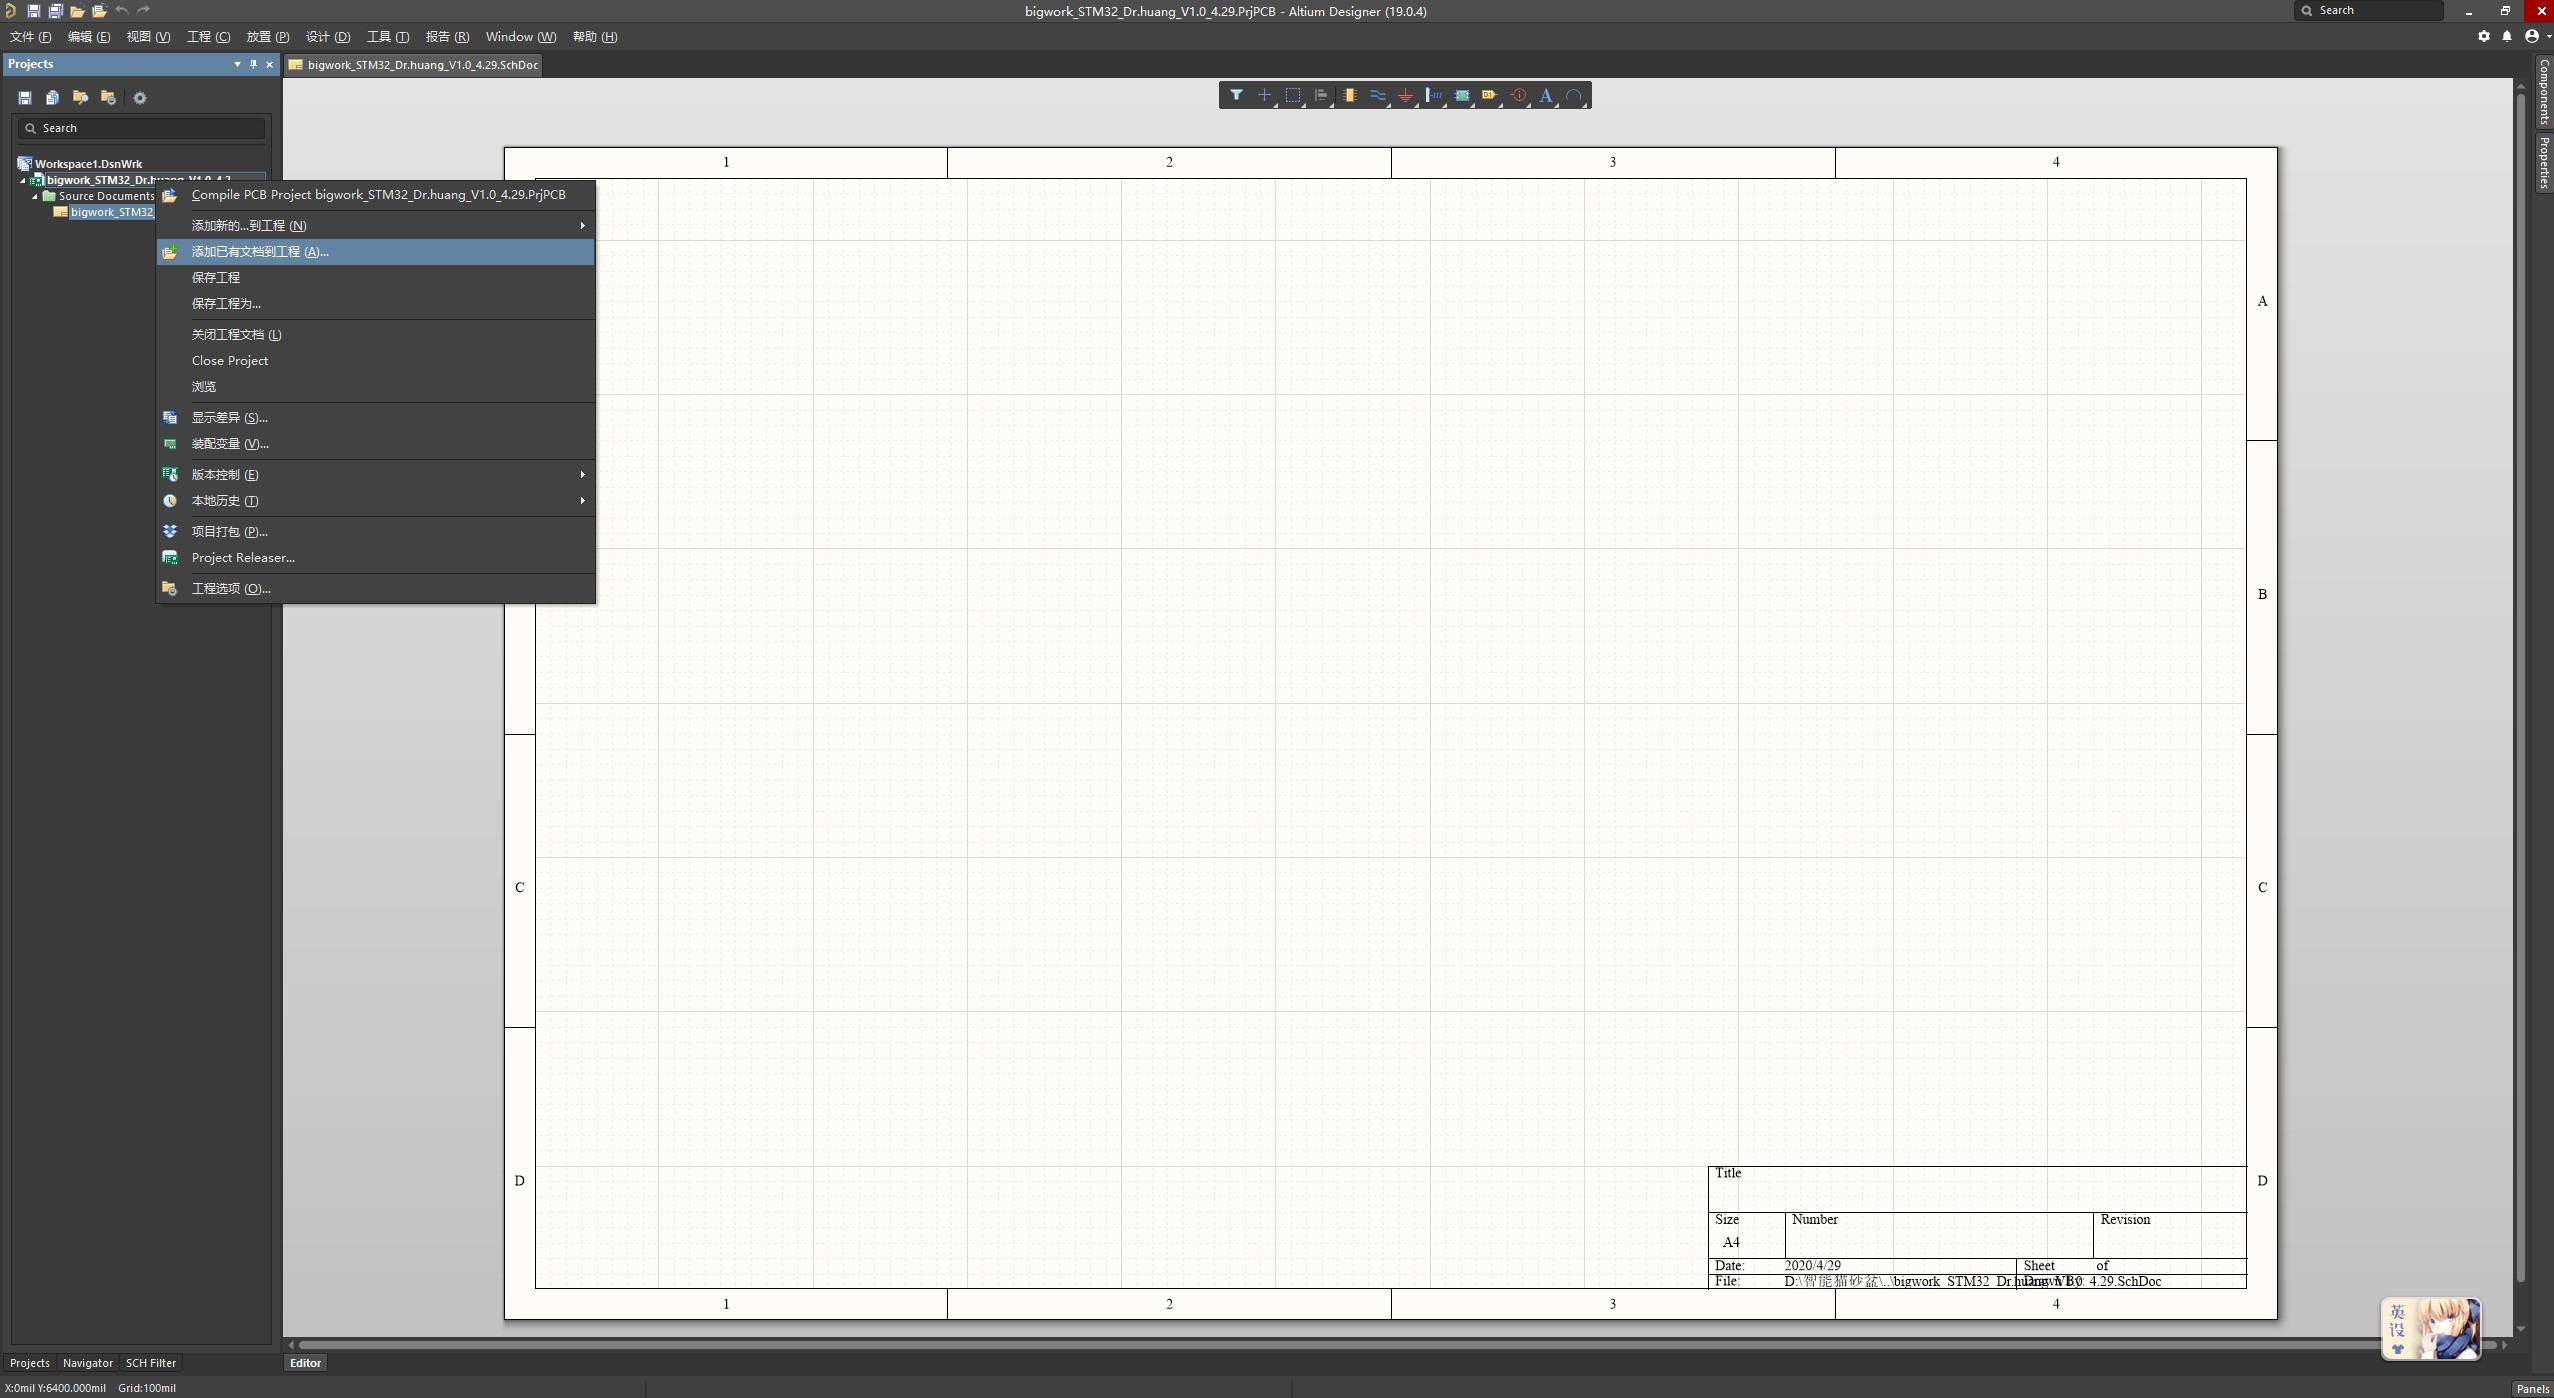 bigwork_STM32_Dr.huang_V1.0_4.29.PrjPCB - Altium Designer (19.0.4)
Search
文件 (F) 编辑 (E) 视图 (V) 工程 (C) 放置 (P) 设计 (D) 工具 (T) 报告 (R) Window (W) 帮助 (H)
Projects
bigwork_STM32_Dr.huang_V1.0_4.29.SchDoc
Search
Workspace1.DsnWrk
bigwork_STM32_Dr.huang_V1.0_4.2
Source Documents
bigwork_STM32_
Compile PCB Project bigwork_STM32_Dr.huang_V1.0_4.29.PrjPCB
添加新的...到工程 (N)
添加已有文档到工程 (A)...
保存工程
保存工程为...
关闭工程文档 (L)
Close Project
浏览
显示差异 (S)...
装配变量 (V)...
版本控制 (E)
本地历史 (T)
项目打包 (P)...
Project Releaser...
工程选项 (O)...
Components
Properties
1 2 3 4
A
B
C C
D D
Title
Size Number Revision
A4
Date: 2020/4/29 Sheet of
File: D:\智能猫砂盆\...\bigwork_STM32_Dr.huang_V1.0_4.29.SchDoc Drawn By:
1 2 3 4
英
设
Projects Navigator SCH Filter
Editor
X:0mil Y:6400.000mil Grid:100mil
Panels